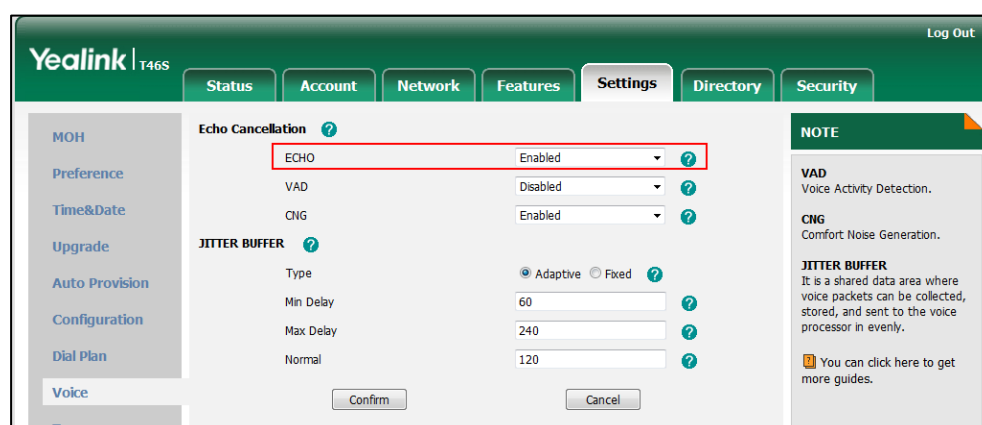 Log Out
Yealink | T46S
Status Account Network Features Settings Directory Security
MOH
Preference
Time&Date
Upgrade
Auto Provision
Configuration
Dial Plan
Voice
Echo Cancellation ?
ECHO Enabled ?
VAD Disabled ?
CNG Enabled ?
JITTER BUFFER ?
Type Adaptive Fixed ?
Min Delay 60 ?
Max Delay 240 ?
Normal 120 ?
Confirm Cancel
NOTE
VAD
Voice Activity Detection.
CNG
Comfort Noise Generation.
JITTER BUFFER
It is a shared data area where
voice packets can be collected,
stored, and sent to the voice
processor in evenly.
? You can click here to get
more guides.